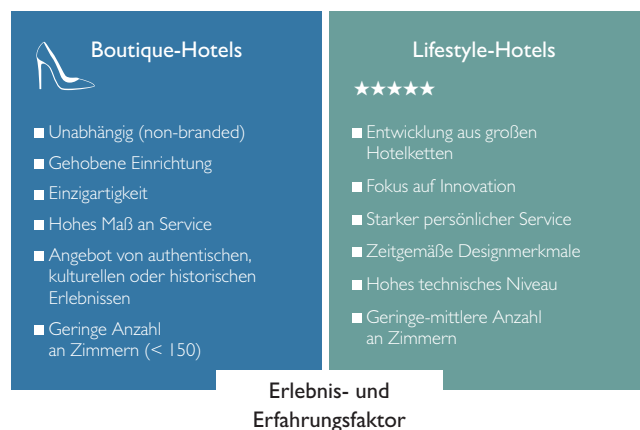 Boutique-Hotels
Unabhängig (non-branded)
Gehobene Einrichtung
Einzigartigkeit
Hohes Maß an Service
Angebot von authentischen,
kulturellen oder historischen
Erlebnissen
Geringe Anzahl
an Zimmern (< 150)
Lifestyle-Hotels
Entwicklung aus großen
Hotelketten
Fokus auf Innovation
Starker persönlicher Service
Zeitgemäße Designmerkmale
Hohes technisches Niveau
Geringe-mittlere Anzahl
an Zimmern
Erlebnis- und
Erfahrungsfaktor